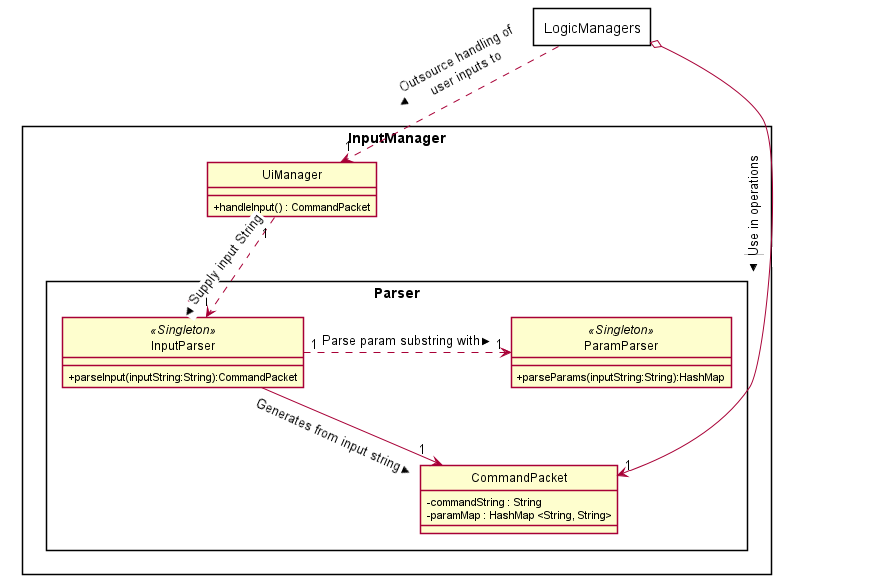 LogicManagers
Outsource handling of
user inputs to
1
InputManager
UiManager
+handleInput() : CommandPacket
Use in operations
Supply input String
1
1
Parser
«Singleton»
InputParser
+parseInput(inputString:String):CommandPacket
1
Parse param substring with
1
«Singleton»
ParamParser
+parseParams(inputString:String):HashMap
Generates from input string
1
1
CommandPacket
-commandString : String
-paramMap : HashMap <String, String>